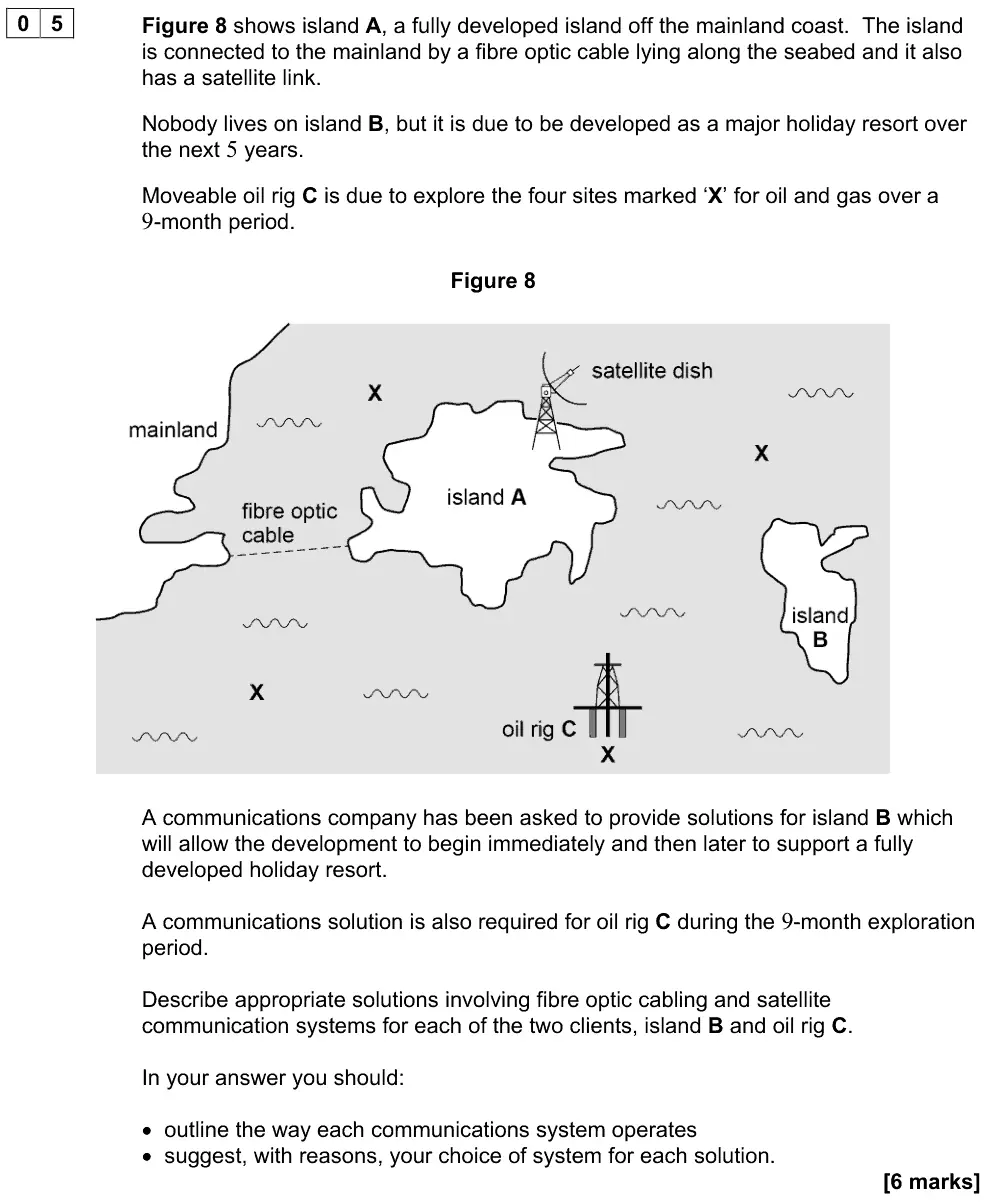 0 5
Figure 8 shows island A, a fully developed island off the mainland coast. The island
is connected to the mainland by a fibre optic cable lying along the seabed and it also
has a satellite link.
Nobody lives on island B, but it is due to be developed as a major holiday resort over
the next 5 years.
Moveable oil rig C is due to explore the four sites marked ‘X’ for oil and gas over a
9-month period.
Figure 8
satellite dish
X
mainland
X
island A
fibre optic
cable
island
B
X
oil rig C
X
A communications company has been asked to provide solutions for island B which
will allow the development to begin immediately and then later to support a fully
developed holiday resort.
A communications solution is also required for oil rig C during the 9-month exploration
period.
Describe appropriate solutions involving fibre optic cabling and satellite
communication systems for each of the two clients, island B and oil rig C.
In your answer you should:
• outline the way each communications system operates
• suggest, with reasons, your choice of system for each solution.
[6 marks]